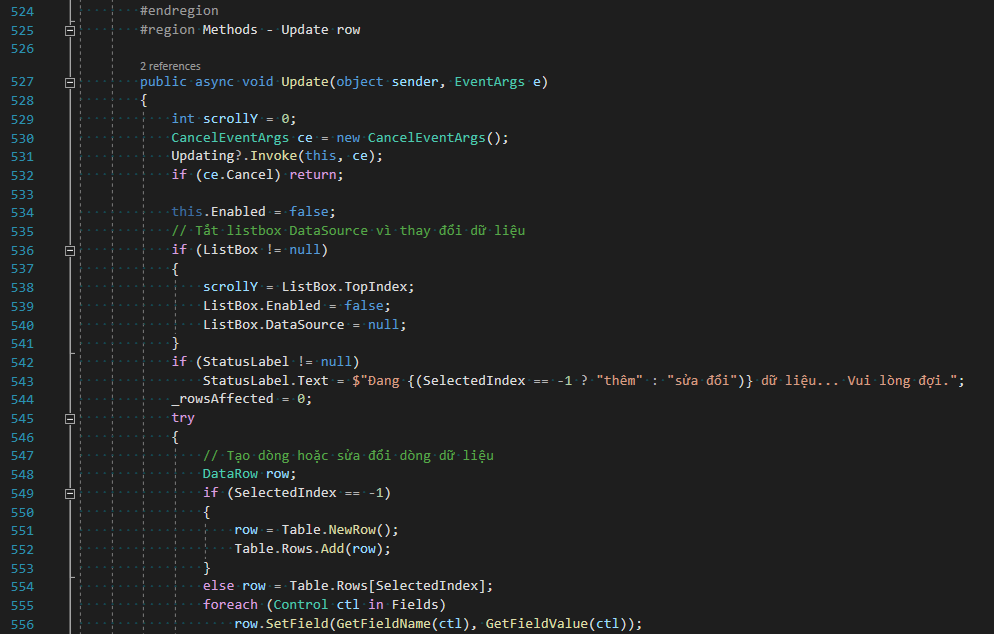 524 #endregion
525 #region Methods - Update row
526
2 references
527 public async void Update(object sender, EventArgs e)
528 {
529 int scrollY = 0;
530 CancelEventArgs ce = new CancelEventArgs();
531 Updating?.Invoke(this, ce);
532 if (ce.Cancel) return;
533
534 this.Enabled = false;
535 // Tắt listbox DataSource vì thay đổi dữ liệu
536 if (ListBox != null)
537 {
538 scrollY = ListBox.TopIndex;
539 ListBox.Enabled = false;
540 ListBox.DataSource = null;
541 }
542 if (StatusLabel != null)
543 StatusLabel.Text = $"Đang {(SelectedIndex == -1 ? "thêm" : "sửa đổi")} dữ liệu... Vui lòng đợi.";
544 _rowsAffected = 0;
545 try
546 {
547 // Tạo dòng hoặc sửa đổi dòng dữ liệu
548 DataRow row;
549 if (SelectedIndex == -1)
550 {
551 row = Table.NewRow();
552 Table.Rows.Add(row);
553 }
554 else row = Table.Rows[SelectedIndex];
555 foreach (Control ctl in Fields)
556 row.SetField(GetFieldName(ctl), GetFieldValue(ctl));